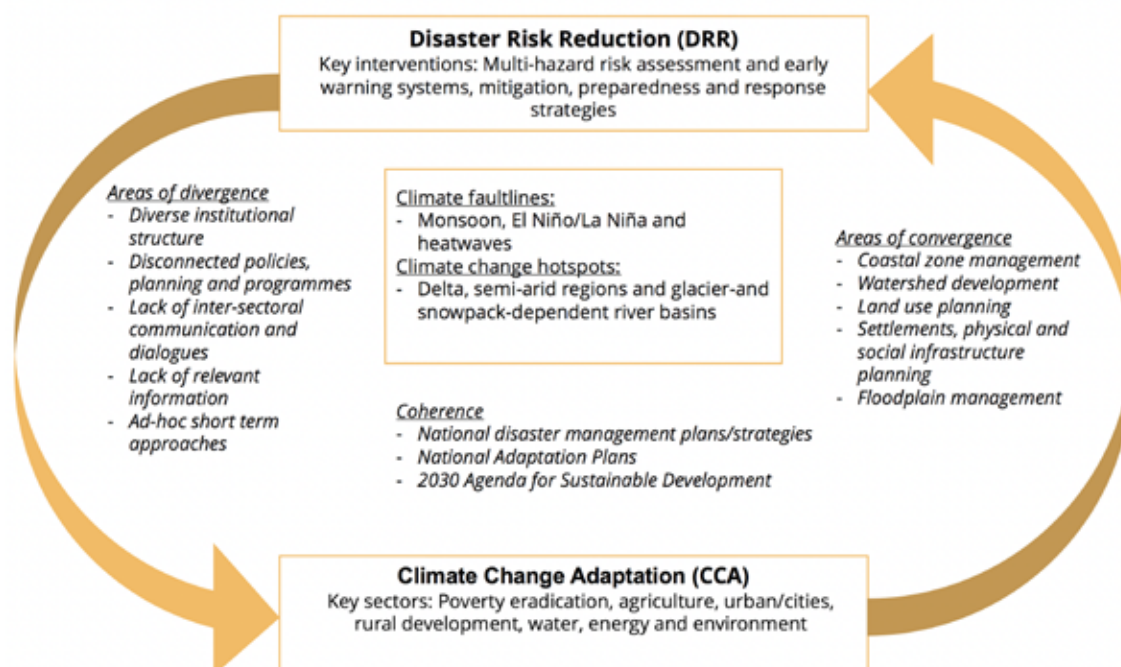 Disaster Risk Reduction (DRR)
Key interventions: Multi-hazard risk assessment and early
warning systems, mitigation, preparedness and response
strategies
Areas of divergence
- Diverse institutional
structure
- Disconnected policies,
planning and programmes
- Lack of inter-sectoral
communication and
dialogues
- Lack of relevant
information
- Ad-hoc short term
approaches
Climate faultlines:
- Monsoon, El Niño/La Niña and
heatwaves
Climate change hotspots:
- Delta, semi-arid regions and glacier-and
snowpack-dependent river basins
Areas of convergence
- Coastal zone management
- Watershed development
- Land use planning
- Settlements, physical and
social infrastructure
planning
- Floodplain management
Coherence
- National disaster management plans/strategies
- National Adaptation Plans
- 2030 Agenda for Sustainable Development
Climate Change Adaptation (CCA)
Key sectors: Poverty eradication, agriculture, urban/cities,
rural development, water, energy and environment